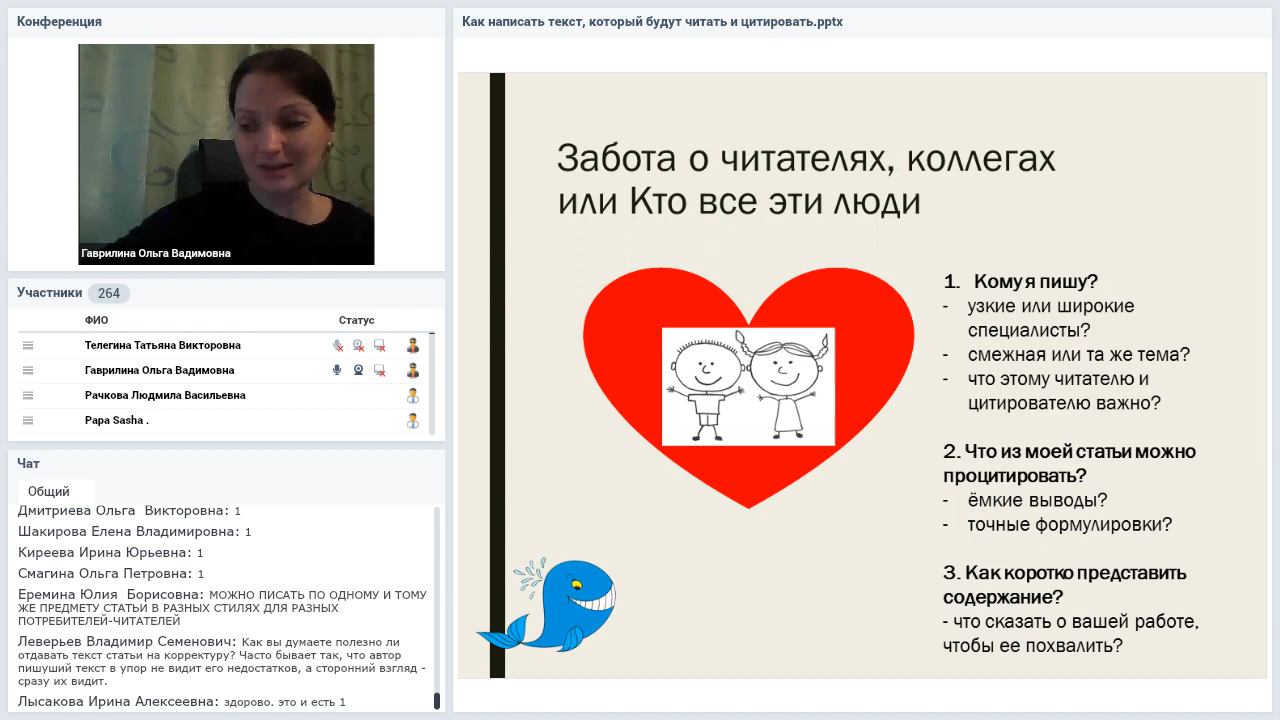 Конференция
Гаврилина Ольга Вадимовна
Участники 264
ФИО Статус
Телегина Татьяна Викторовна
Гаврилина Ольга Вадимовна
Рачкова Людмила Васильевна
Papa Sasha .
Чат
Общий
Дмитриева Ольга Викторовна: 1
Шакирова Елена Владимировна: 1
Киреева Ирина Юрьевна: 1
Смагина Ольга Петровна: 1
Еремина Юлия Борисовна: МОЖНО ПИСАТЬ ПО ОДНОМУ И ТОМУ
ЖЕ ПРЕДМЕТУ СТАТЬИ В РАЗНЫХ СТИЛЯХ ДЛЯ РАЗНЫХ
ПОТРЕБИТЕЛЕЙ-ЧИТАТЕЛЕЙ
Леверьев Владимир Семенович: Как вы думаете полезно ли
отдавать текст статьи на корректуру? Часто бывает так, что автор
пишуший текст в упор не видит его недостатков, а сторонний взгляд -
сразу их видит.
Лысакова Ирина Алексеевна: здорово. это и есть 1
Как написать текст, который будут читать и цитировать.pptx
Забота о читателях, коллегах
или Кто все эти люди
1. Кому я пишу?
- узкие или широкие
специалисты?
- смежная или та же тема?
- что этому читателю и
цитирователю важно?
2. Что из моей статьи можно
процитировать?
- ёмкие выводы?
- точные формулировки?
3. Как коротко представить
содержание?
- что сказать о вашей работе,
чтобы ее похвалить?